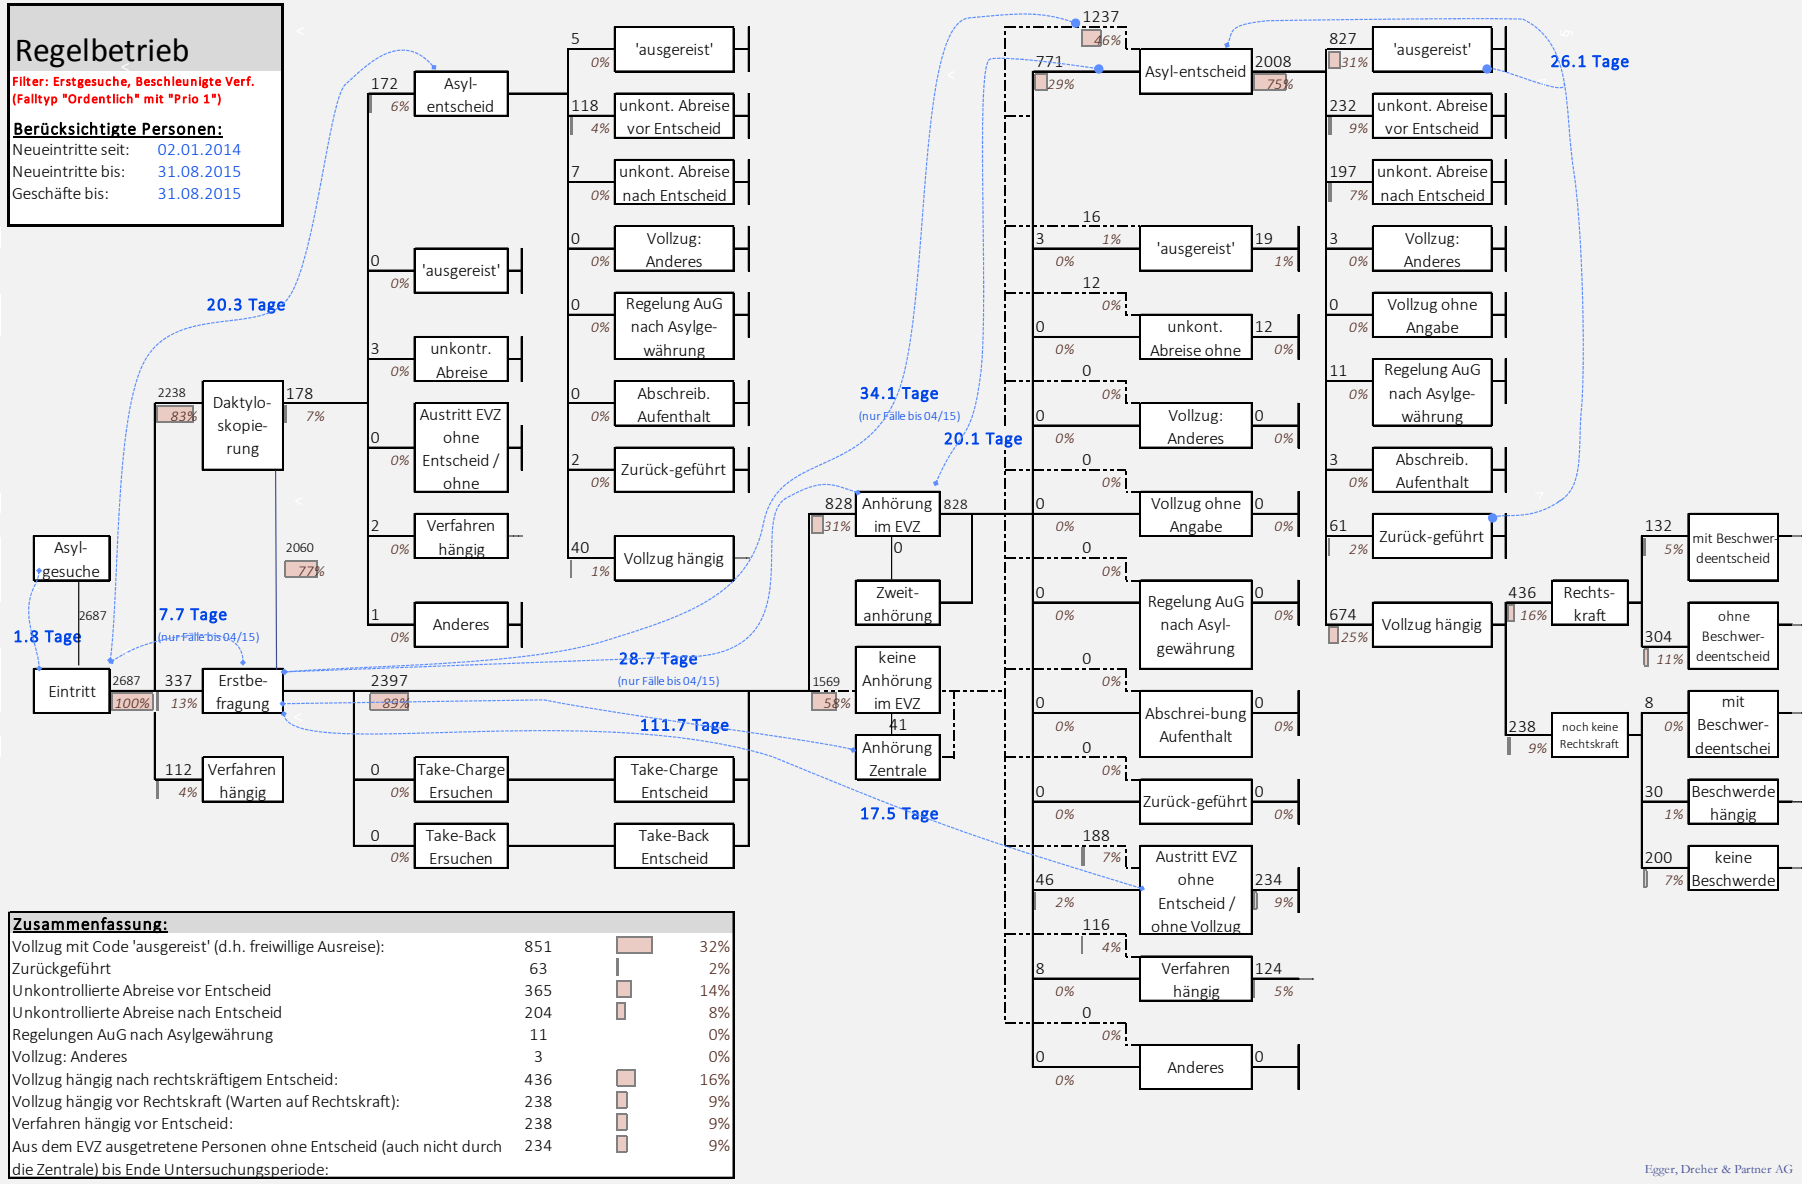 Regelbetrieb
Filter: Erstgesuche, Beschleunigte Verf.
(Falltyp "Ordentlich" mit "Prio 1")
Berücksichtigte Personen:
Neueintritte seit: 02.01.2014
Neueintritte bis: 31.08.2015
Geschäfte bis: 31.08.2015
Asyl-
gesuche
2687
1.8 Tage
Eintritt
2687
100%
7.7 Tage
(nur Fälle bis 04/15)
20.3 Tage
2238
83%
Daktylo-
skopie-
rung
178
7%
2060
77%
337
13%
Erstbe-
fragung
112
4%
Verfahren
hängig
172
6%
Asyl-
entscheid
0
0%
'ausgereist'
3
0%
unkontr.
Abreise
0
0%
Austritt EVZ
ohne
Entscheid /
ohne
2
0%
Verfahren
hängig
1
0%
Anderes
2397
89%
0
0%
Take-Charge
Ersuchen
Take-Charge
Entscheid
0
0%
Take-Back
Ersuchen
Take-Back
Entscheid
5
0%
'ausgereist'
118
4%
unkont. Abreise
vor Entscheid
7
0%
unkont. Abreise
nach Entscheid
0
0%
Vollzug:
Anderes
0
0%
Regelung AuG
nach Asylge-
währung
0
0%
Abschreib.
Aufenthalt
2
0%
Zurück-geführt
40
1%
Vollzug hängig
28.7 Tage
(nur Fälle bis 04/15)
111.7 Tage
34.1 Tage
(nur Fälle bis 04/15)
20.1 Tage
17.5 Tage
828
31%
Anhörung
im EVZ
828
0
Zweit-
anhörung
1569
58%
keine
Anhörung
im EVZ
41
Anhörung
Zentrale
1237
46%
771
29%
Asyl-entscheid
2008
75%
16
1%
3
0%
'ausgereist'
19
1%
12
0%
0
0%
unkont.
Abreise ohne
12
0%
0
0%
0
0%
Vollzug:
Anderes
0
0%
0
0%
0
0%
Vollzug ohne
Angabe
0
0%
0
0%
0
0%
Regelung AuG
nach Asyl-
gewährung
0
0%
0
0%
0
0%
Abschrei-bung
Aufenthalt
0
0%
0
0%
0
0%
Zurück-geführt
0
0%
188
7%
46
2%
Austritt EVZ
ohne
Entscheid /
ohne Vollzug
234
9%
116
4%
8
0%
Verfahren
hängig
124
5%
0
0%
0
0%
Anderes
0
827
31%
'ausgereist'
26.1 Tage
232
9%
unkont. Abreise
vor Entscheid
197
7%
unkont. Abreise
nach Entscheid
3
0%
Vollzug:
Anderes
0
0%
Vollzug ohne
Angabe
11
0%
Regelung AuG
nach Asylge-
währung
3
0%
Abschreib.
Aufenthalt
61
2%
Zurück-geführt
674
25%
Vollzug hängig
436
16%
Rechts-
kraft
238
9%
noch keine
Rechtskraft
132
5%
mit Beschwer-
deentscheid
304
11%
ohne
Beschwer-
deentscheid
8
0%
mit
Beschwer-
deentschei
30
1%
Beschwerde
hängig
200
7%
keine
Beschwerde
Zusammenfassung:
Vollzug mit Code 'ausgereist' (d.h. freiwillige Ausreise): 851 32%
Zurückgeführt 63 2%
Unkontrollierte Abreise vor Entscheid 365 14%
Unkontrollierte Abreise nach Entscheid 204 8%
Regelungen AuG nach Asylgewährung 11 0%
Vollzug: Anderes 3 0%
Vollzug hängig nach rechtskräftigem Entscheid: 436 16%
Vollzug hängig vor Rechtskraft (Warten auf Rechtskraft): 238 9%
Verfahren hängig vor Entscheid: 238 9%
Aus dem EVZ ausgetretene Personen ohne Entscheid (auch nicht durch 234 9%
die Zentrale) bis Ende Untersuchungsperiode:
Egger, Dreher & Partner AG